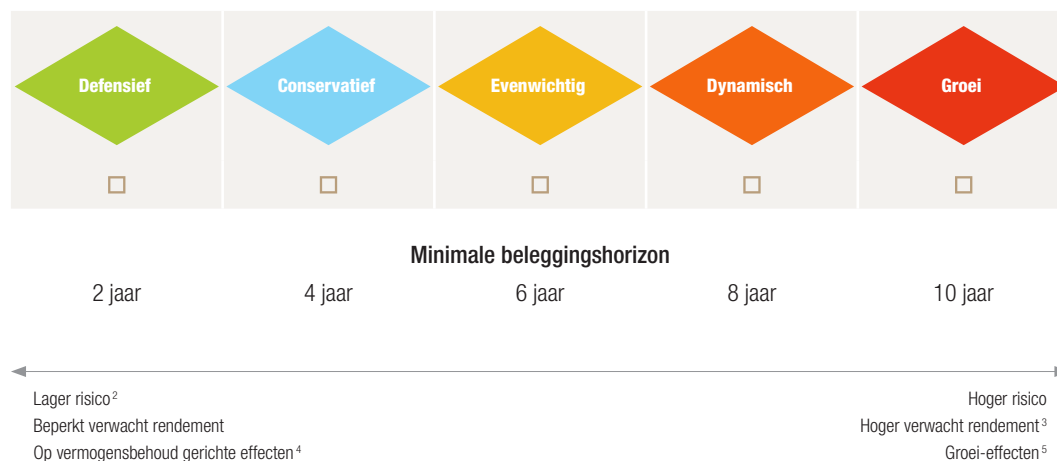 Defensief Conservatief Evenwichtig Dynamisch Groei
Minimale beleggingshorizon
2 jaar 4 jaar 6 jaar 8 jaar 10 jaar
Lager risico² Hoger risico
Beperkt verwacht rendement Hoger verwacht rendement³
Op vermogensbehoud gerichte effecten⁴ Groei-effecten⁵